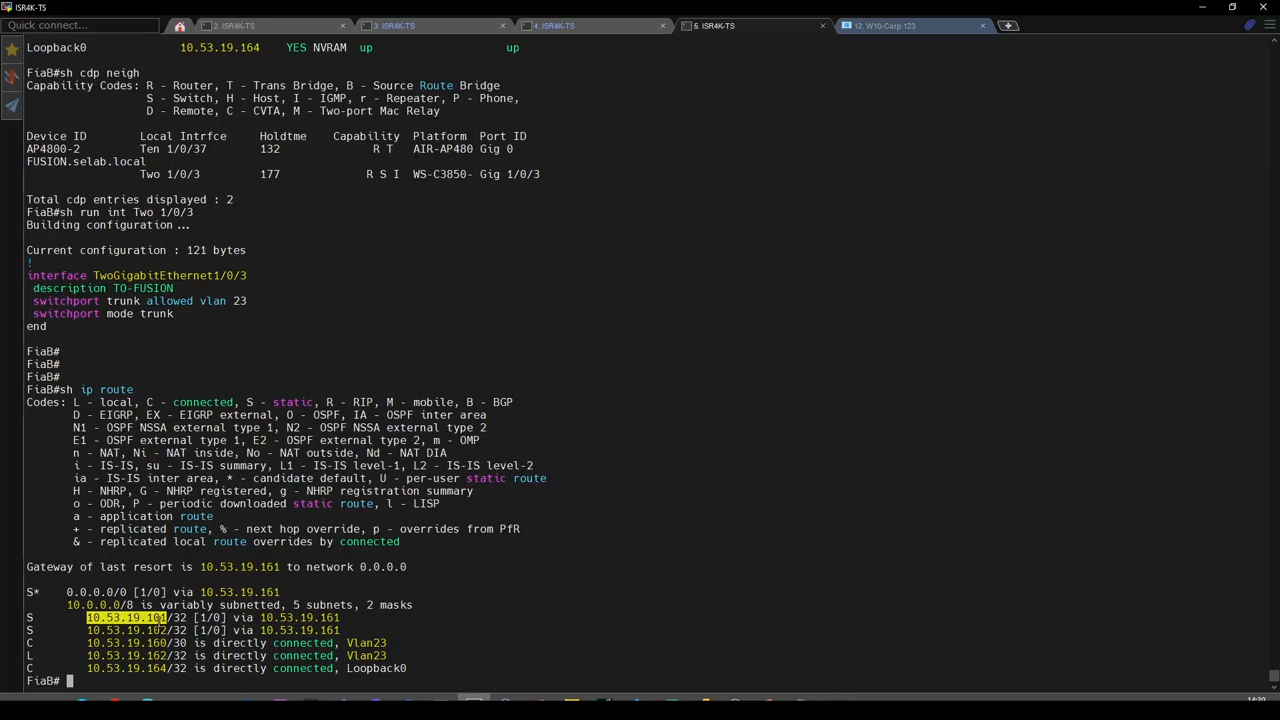 ISR4K-TS
Quick connect...
2. ISR4K-TS
3. ISR4K-TS
4. ISR4K-TS
5. ISR4K-TS
12. W10-Corp.123
Loopback0 10.53.19.164 YES NVRAM up up
FiaB#sh cdp neigh
Capability Codes: R - Router, T - Trans Bridge, B - Source Route Bridge
S - Switch, H - Host, I - IGMP, r - Repeater, P - Phone,
D - Remote, C - CVTA, M - Two-port Mac Relay
Device ID Local Intrfce Holdtme Capability Platform Port ID
AP4800-2 Ten 1/0/37 132 R T AIR-AP480 Gig 0
FUSION.selab.local
Two 1/0/3 177 R S I WS-C3850- Gig 1/0/3
Total cdp entries displayed : 2
FiaB#sh run int Two 1/0/3
Building configuration...
Current configuration : 121 bytes
!
interface TwoGigabitEthernet1/0/3
description TO-FUSION
switchport trunk allowed vlan 23
switchport mode trunk
end
FiaB#
FiaB#
FiaB#
FiaB#sh ip route
Codes: L - local, C - connected, S - static, R - RIP, M - mobile, B - BGP
D - EIGRP, EX - EIGRP external, O - OSPF, IA - OSPF inter area
N1 - OSPF NSSA external type 1, N2 - OSPF NSSA external type 2
E1 - OSPF external type 1, E2 - OSPF external type 2, m - OMP
n - NAT, Ni - NAT inside, No - NAT outside, Nd - NAT DIA
i - IS-IS, su - IS-IS summary, L1 - IS-IS level-1, L2 - IS-IS level-2
ia - IS-IS inter area, * - candidate default, U - per-user static route
H - NHRP, G - NHRP registered, g - NHRP registration summary
o - ODR, P - periodic downloaded static route, l - LISP
a - application route
+ - replicated route, % - next hop override, p - overrides from PfR
& - replicated local route overrides by connected
Gateway of last resort is 10.53.19.161 to network 0.0.0.0
S* 0.0.0.0/0 [1/0] via 10.53.19.161
10.0.0.0/8 is variably subnetted, 5 subnets, 2 masks
S 10.53.19.101/32 [1/0] via 10.53.19.161
S 10.53.19.102/32 [1/0] via 10.53.19.161
C 10.53.19.160/30 is directly connected, Vlan23
L 10.53.19.162/32 is directly connected, Vlan23
C 10.53.19.164/32 is directly connected, Loopback0
FiaB#